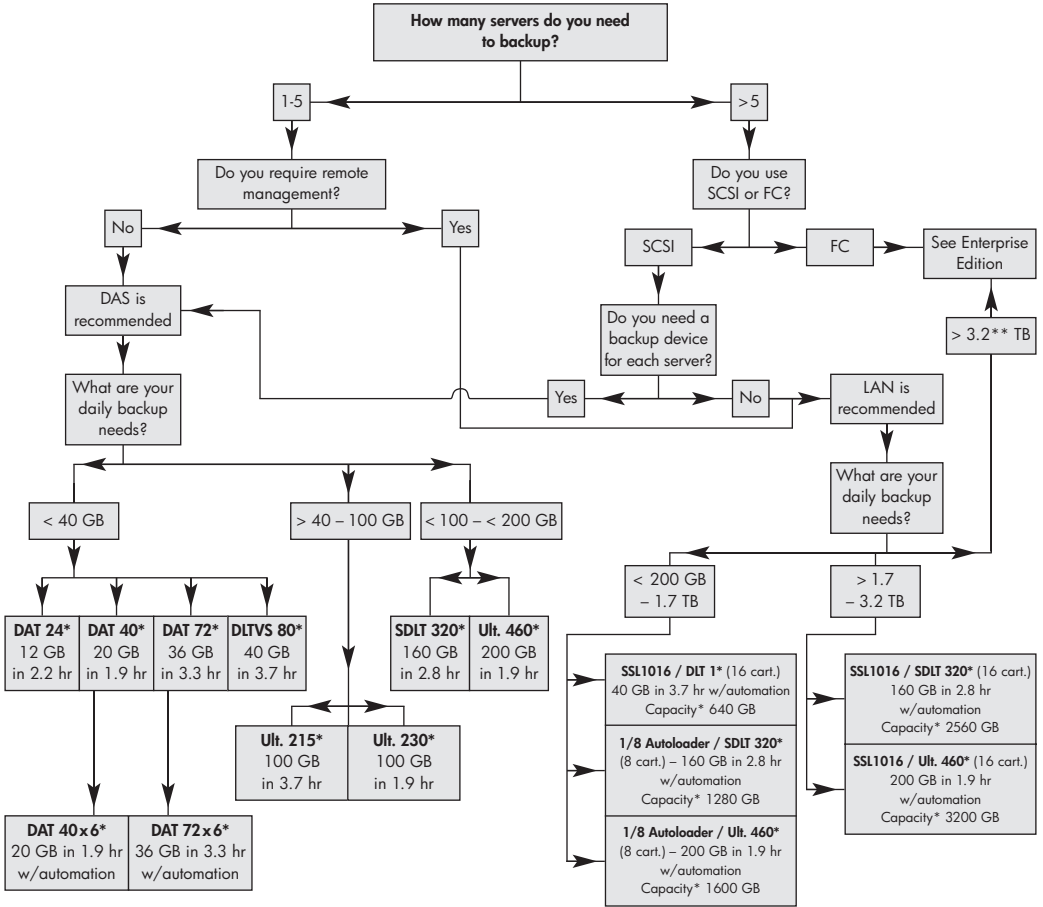 How many servers do you need
to backup?
1-5
>5
Do you require remote
management?
Do you use
SCSI or FC?
No
Yes
SCSI
FC
See Enterprise
Edition
DAS is
recommended
Do you need a
backup device
for each server?
> 3.2** TB
What are your
daily backup
needs?
Yes
No
LAN is
recommended
What are your
daily backup
needs?
< 40 GB
> 40 – 100 GB
< 100 – < 200 GB
< 200 GB
– 1.7 TB
> 1.7
– 3.2 TB
DAT 24*
12 GB
in 2.2 hr
DAT 40*
20 GB
in 1.9 hr
DAT 72*
36 GB
in 3.3 hr
DLTVS 80*
40 GB
in 3.7 hr
SDLT 320*
160 GB
in 2.8 hr
Ult. 460*
200 GB
in 1.9 hr
Ult. 215*
100 GB
in 3.7 hr
Ult. 230*
100 GB
in 1.9 hr
DAT 40x6*
20 GB in 1.9 hr
w/automation
DAT 72x6*
36 GB in 3.3 hr
w/automation
SSL1016 / DLT 1* (16 cart.)
40 GB in 3.7 hr w/automation
Capacity* 640 GB
1/8 Autoloader / SDLT 320*
(8 cart.) – 160 GB in 2.8 hr
w/automation
Capacity* 1280 GB
1/8 Autoloader / Ult. 460*
(8 cart.) – 200 GB in 1.9 hr
w/automation
Capacity* 1600 GB
SSL1016 / SDLT 320* (16 cart.)
160 GB in 2.8 hr
w/automation
Capacity* 2560 GB
SSL1016 / Ult. 460* (16 cart.)
200 GB in 1.9 hr
w/automation
Capacity* 3200 GB